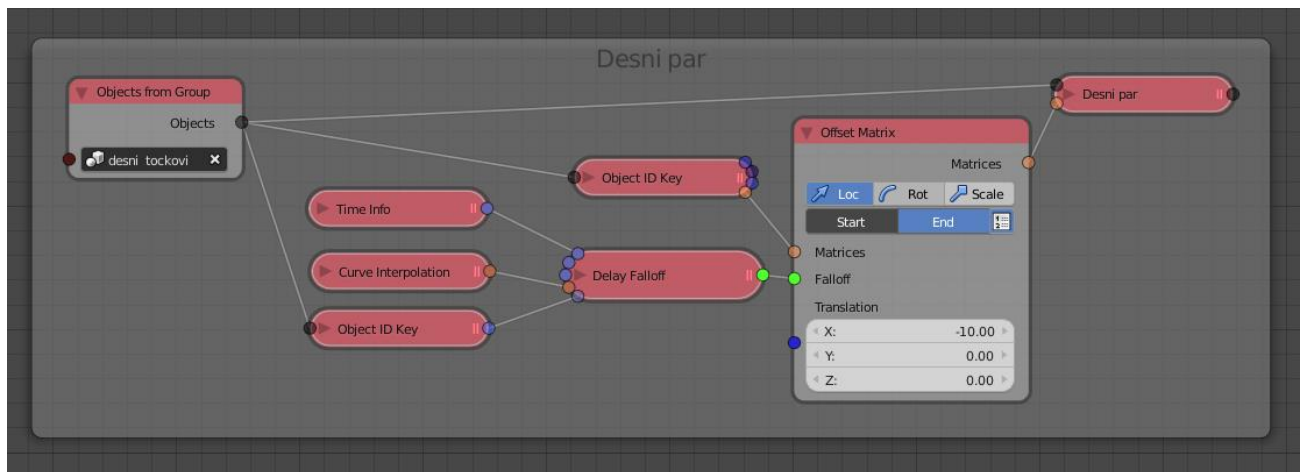 Desni par
Objects from Group
Objects
desni tockovi
Time Info
Curve Interpolation
Object ID Key
Object ID Key
Delay Falloff
Offset Matrix
Matrices
Loc Rot Scale
Start End
Matrices
Falloff
Translation
X: -10.00
Y: 0.00
Z: 0.00
Desni par